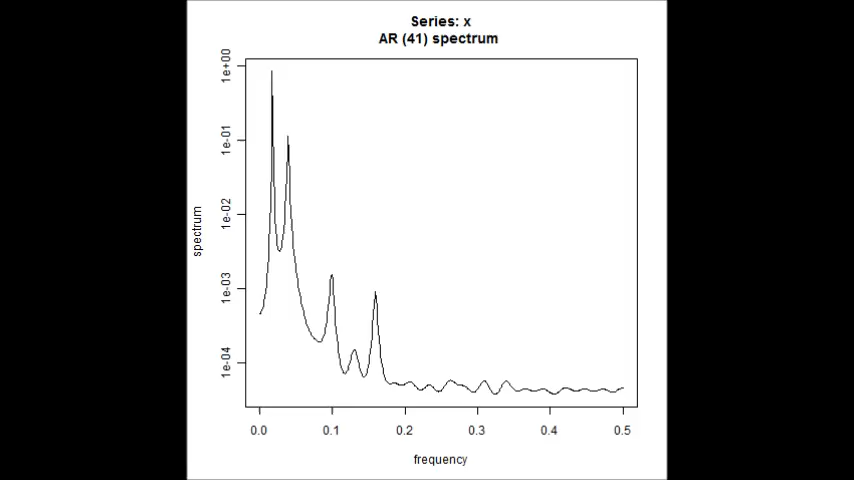 Series: x
AR (41) spectrum
1e+00
1e-01
1e-02
1e-03
1e-04
spectrum
0.0 0.1 0.2 0.3 0.4 0.5
frequency